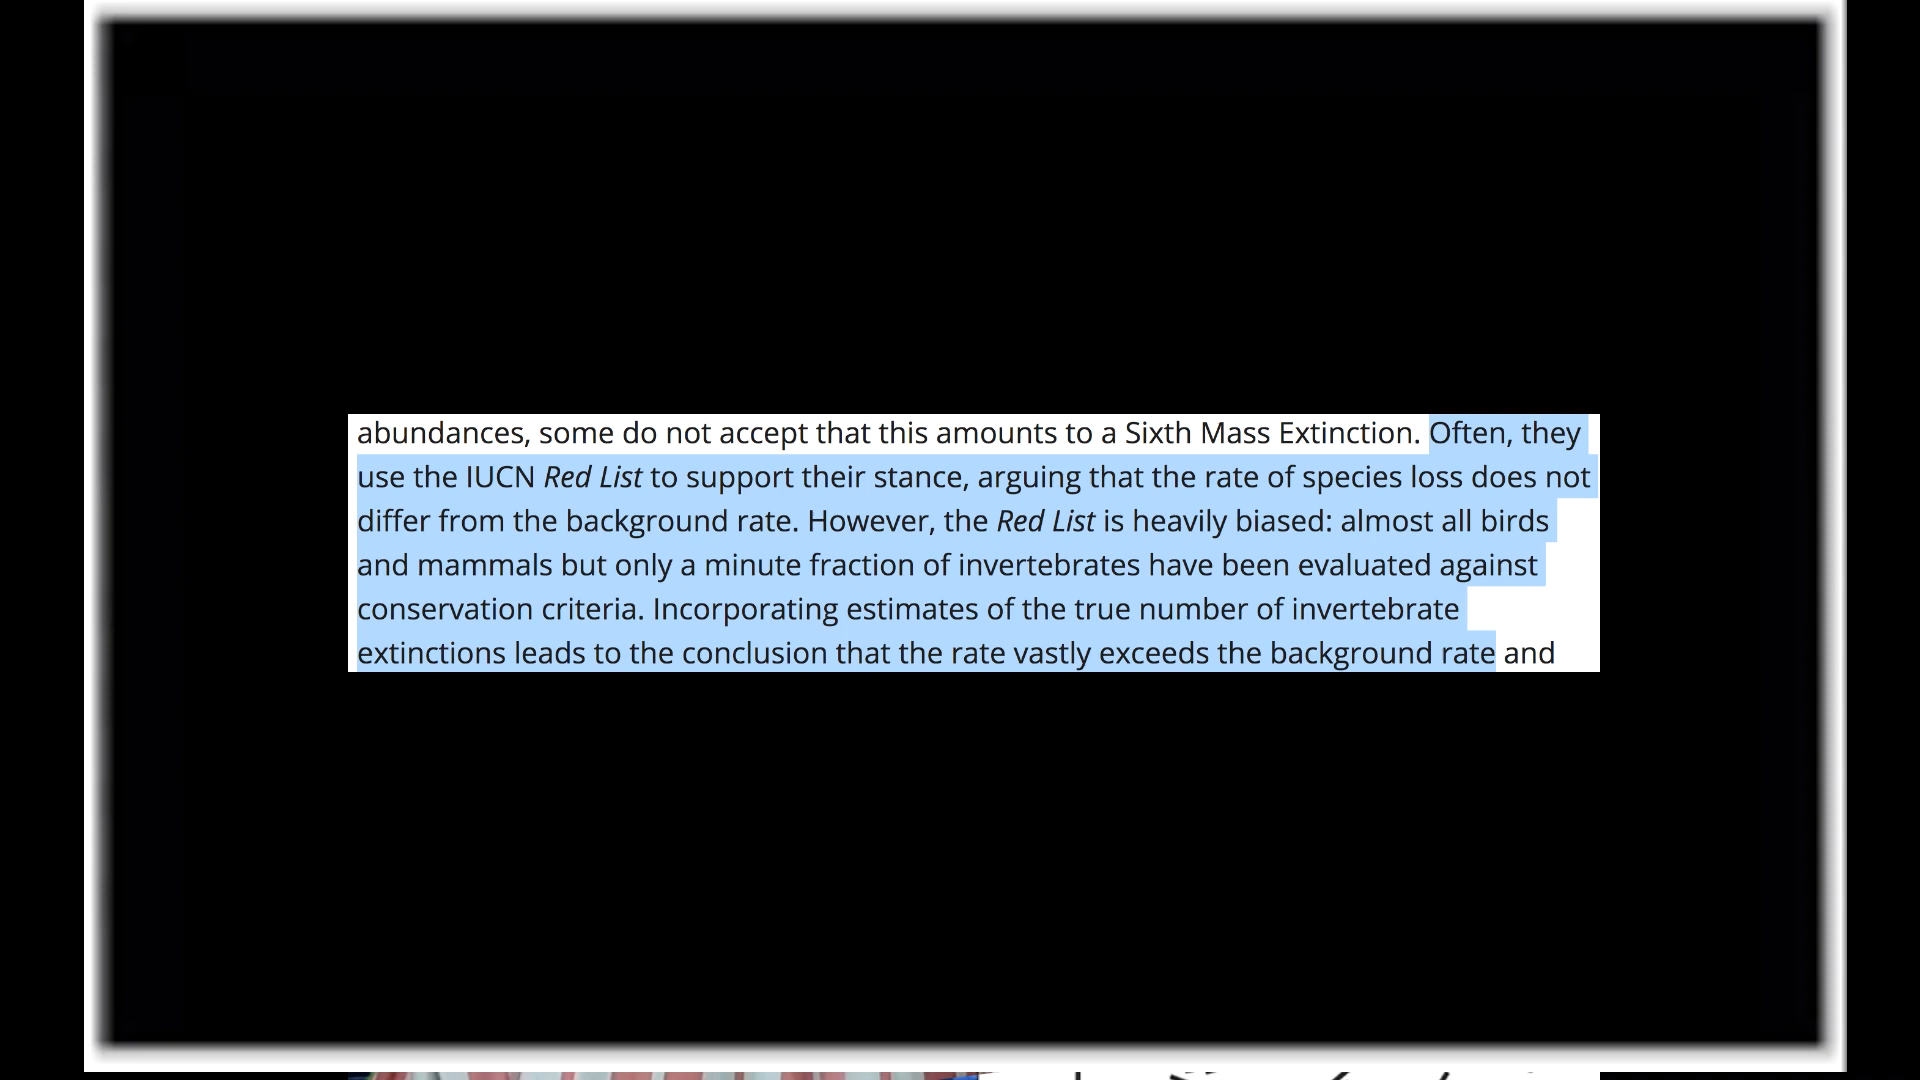 abundances, some do not accept that this amounts to a Sixth Mass Extinction. Often, they
use the IUCN Red List to support their stance, arguing that the rate of species loss does not
differ from the background rate. However, the Red List is heavily biased: almost all birds
and mammals but only a minute fraction of invertebrates have been evaluated against
conservation criteria. Incorporating estimates of the true number of invertebrate
extinctions leads to the conclusion that the rate vastly exceeds the background rate and